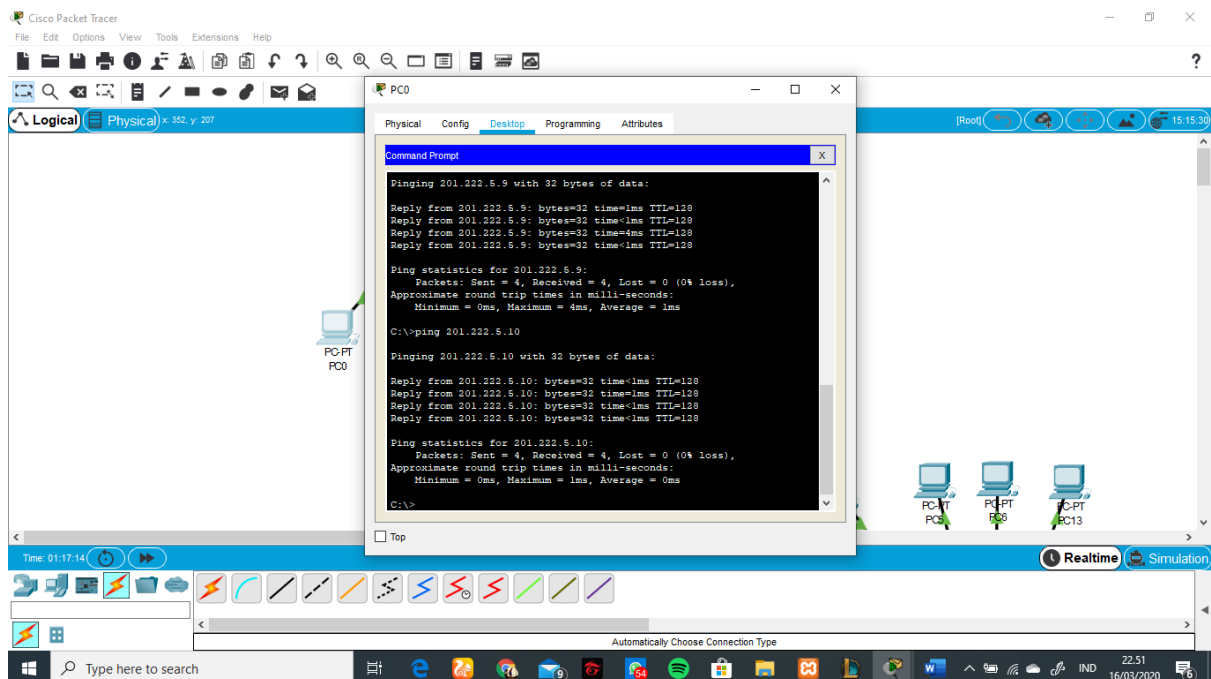 Cisco Packet Tracer
File Edit Options View Tools Extensions Help
?
PC0
Logical Physical x: 352, y: 207
[Root] 15:15:30
Physical Config Desktop Programming Attributes
Command Prompt X
Pinging 201.222.5.9 with 32 bytes of data:
Reply from 201.222.5.9: bytes=32 time=1ms TTL=128
Reply from 201.222.5.9: bytes=32 time<1ms TTL=128
Reply from 201.222.5.9: bytes=32 time=4ms TTL=128
Reply from 201.222.5.9: bytes=32 time<1ms TTL=128
Ping statistics for 201.222.5.9:
Packets: Sent = 4, Received = 4, Lost = 0 (0% loss),
Approximate round trip times in milli-seconds:
Minimum = 0ms, Maximum = 4ms, Average = 1ms
C:\>ping 201.222.5.10
Pinging 201.222.5.10 with 32 bytes of data:
Reply from 201.222.5.10: bytes=32 time<1ms TTL=128
Reply from 201.222.5.10: bytes=32 time=1ms TTL=128
Reply from 201.222.5.10: bytes=32 time<1ms TTL=128
Reply from 201.222.5.10: bytes=32 time<1ms TTL=128
Ping statistics for 201.222.5.10:
Packets: Sent = 4, Received = 4, Lost = 0 (0% loss),
Approximate round trip times in milli-seconds:
Minimum = 0ms, Maximum = 1ms, Average = 0ms
C:\>
Top
PC-PT
PC0
PC-PT
PC5
PC-PT
PC6
PC-PT
PC13
Time: 01:17:14
Realtime Simulation
Automatically Choose Connection Type
Type here to search
64
IND
22.51
16/03/2020